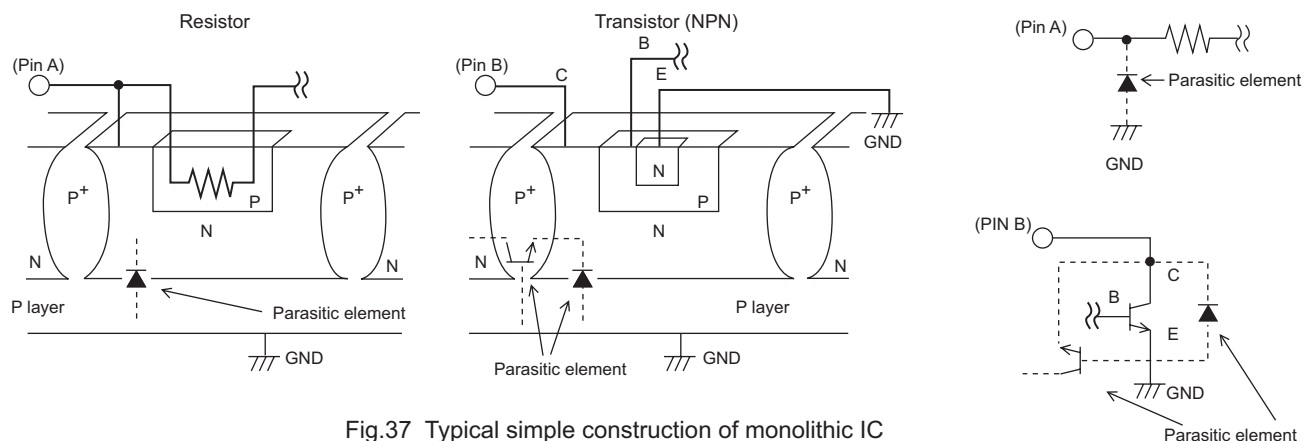 Resistor
(Pin A)
P+
P+
P
N
N
N
P layer
Parasitic element
GND
Transistor (NPN)
(Pin B)
C
B
E
GND
P+
P+
N
P
N
N
N
P layer
Parasitic element
GND
(Pin A)
Parasitic element
GND
(PIN B)
C
B
E
GND
Parasitic element
Fig.37 Typical simple construction of monolithic IC